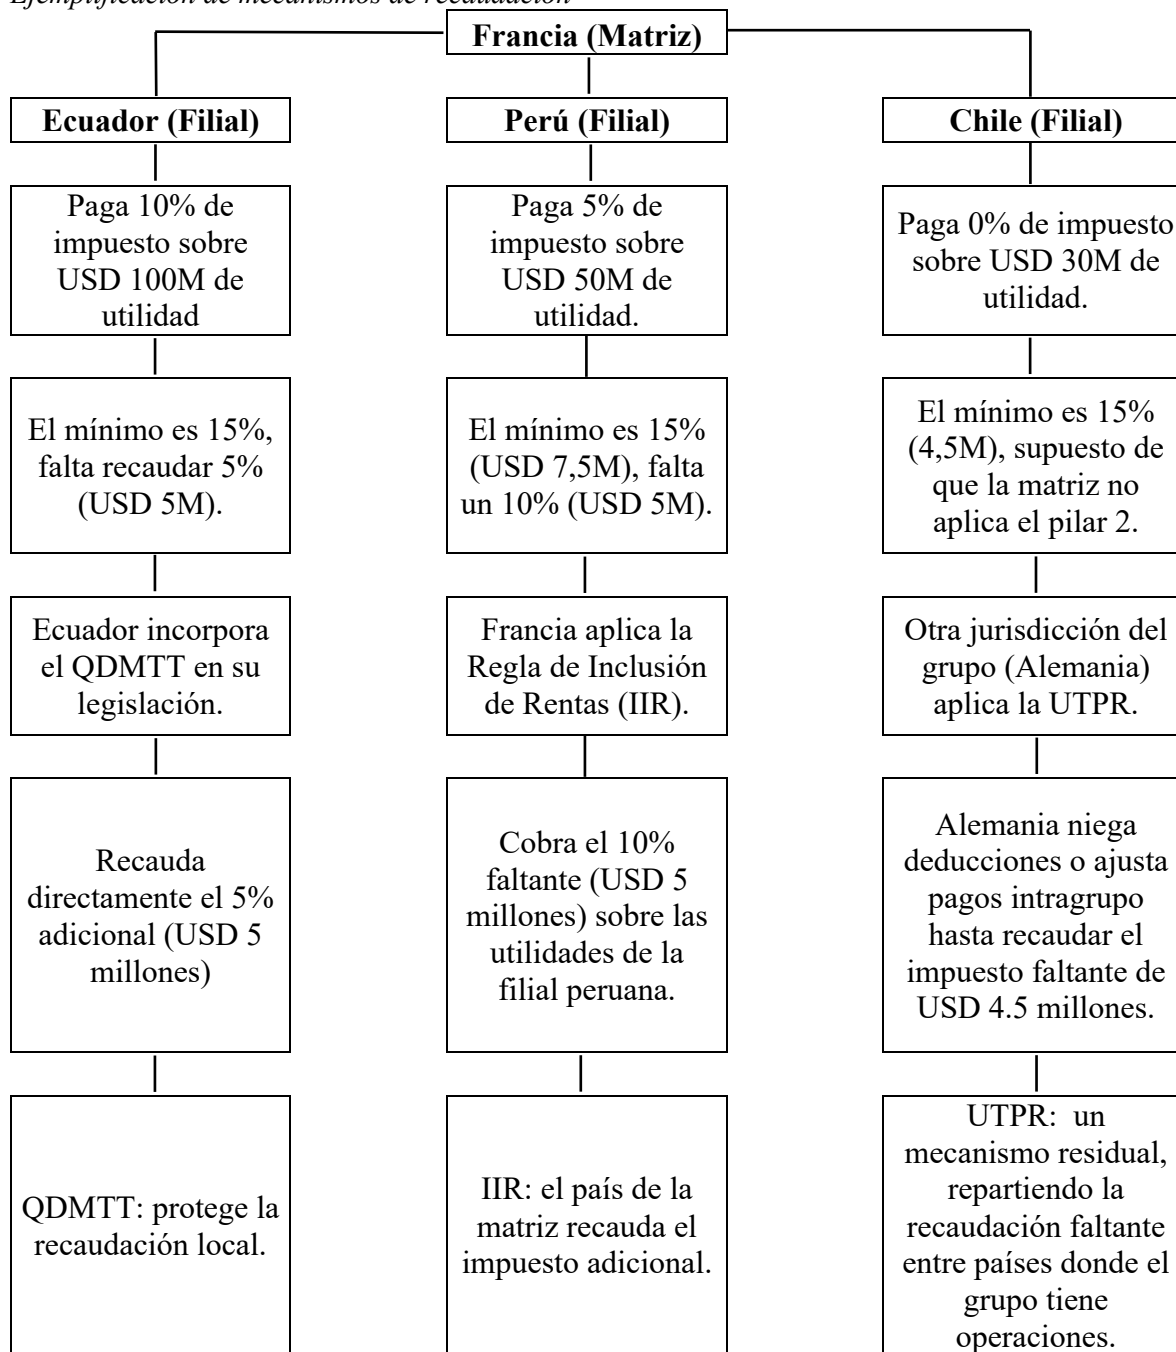 Ejemplificación de mecanismos de recaudación
Francia (Matriz)
Ecuador (Filial)
Paga 10% de
impuesto sobre
USD 100M de
utilidad
El mínimo es 15%,
falta recaudar 5%
(USD 5M).
Ecuador incorpora
el QDMTT en su
legislación.
Recauda
directamente el 5%
adicional (USD 5
millones)
QDMTT: protege la
recaudación local.
Perú (Filial)
Paga 5% de
impuesto sobre
USD 50M de
utilidad.
El mínimo es 15%
(USD 7,5M), falta
un 10% (USD 5M).
Francia aplica la
Regla de Inclusión
de Rentas (IIR).
Cobra el 10%
faltante (USD 5
millones) sobre las
utilidades de la
filial peruana.
IIR: el país de la
matriz recauda el
impuesto adicional.
Chile (Filial)
Paga 0% de impuesto
sobre USD 30M de
utilidad.
El mínimo es 15%
(4,5M), supuesto de
que la matriz no
aplica el pilar 2.
Otra jurisdicción del
grupo (Alemania)
aplica la UTPR.
Alemania niega
deducciones o ajusta
pagos intragrupo
hasta recaudar el
impuesto faltante de
USD 4.5 millones.
UTPR: un
mecanismo residual,
repartiendo la
recaudación faltante
entre países donde el
grupo tiene
operaciones.